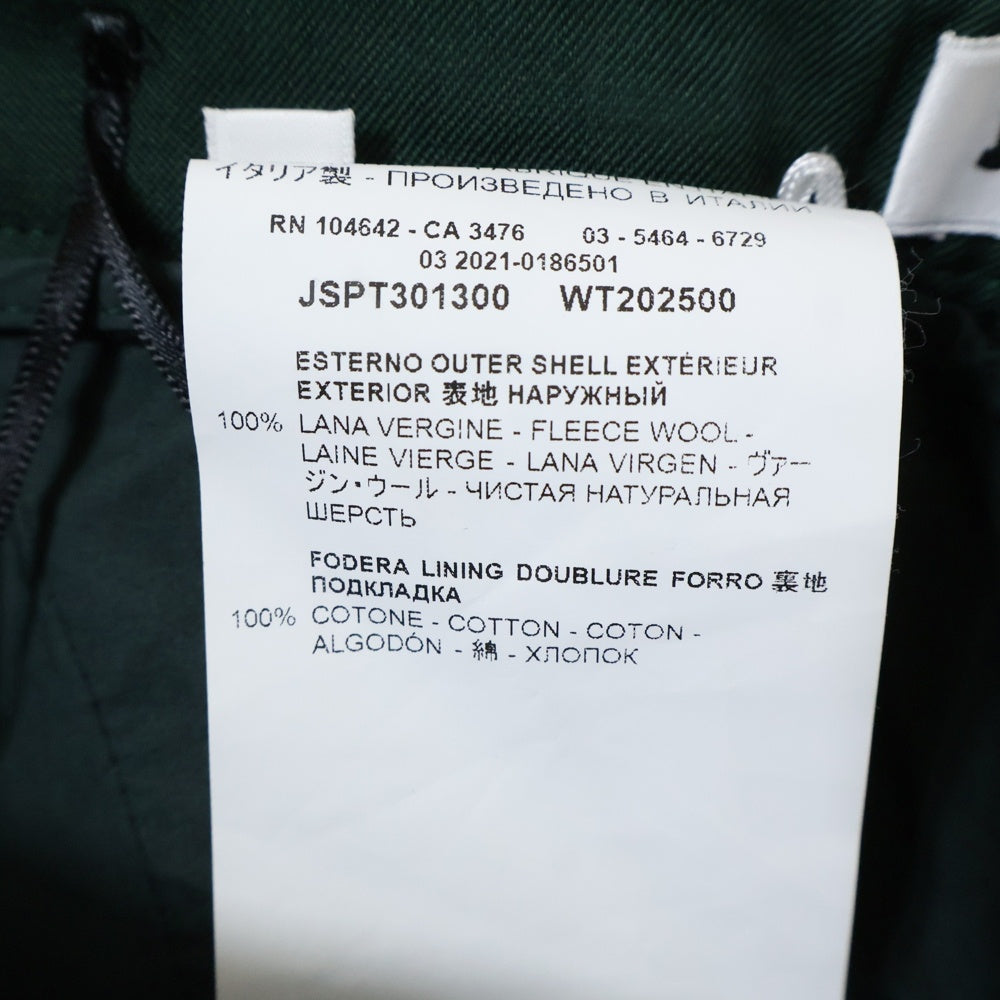 イタリア製 - ПРОИЗВЕДЕНО В ИТАЛИИ
RN 104642 - CA 3476 03 - 5464 - 6729
03 2021-0186501
JSPT301300 WT202500
ESTERNO OUTER SHELL EXTÉRIEUR
EXTERIOR 表地 НАРУЖНЫЙ
100% LANA VERGINE - FLEECE WOOL -
LAINE VIERGE - LANA VIRGEN - ヴァー
ジン・ウール - ЧИСТАЯ НАТУРАЛЬНАЯ
ШЕРСТЬ
FODERA LINING DOUBLURE FORRO 裏地
ПОДКЛАДКА
100% COTONE - COTTON - COTON -
ALGODÓN - 綿 - ХЛОПОК